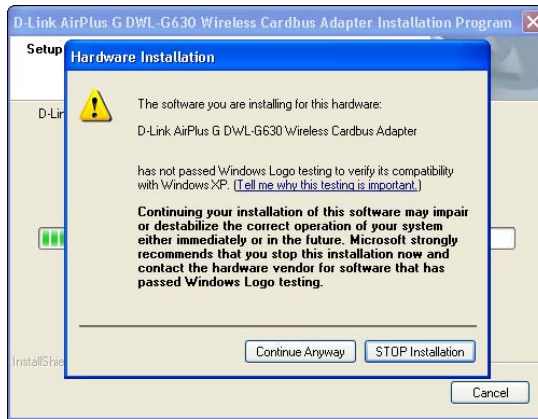 D-Link AirPlus G DWL-G630 Wireless Cardbus Adapter Installation Program
Setup
Hardware Installation
D-Lin
The software you are installing for this hardware:
D-Link AirPlus G DWL-G630 Wireless Cardbus Adapter
has not passed Windows Logo testing to verify its compatibility
with Windows XP. (Tell me why this testing is important.)
Continuing your installation of this software may impair
or destabilize the correct operation of your system
either immediately or in the future. Microsoft strongly
recommends that you stop this installation now and
contact the hardware vendor for software that has
passed Windows Logo testing.
Continue Anyway
STOP Installation
InstallShie
Cancel